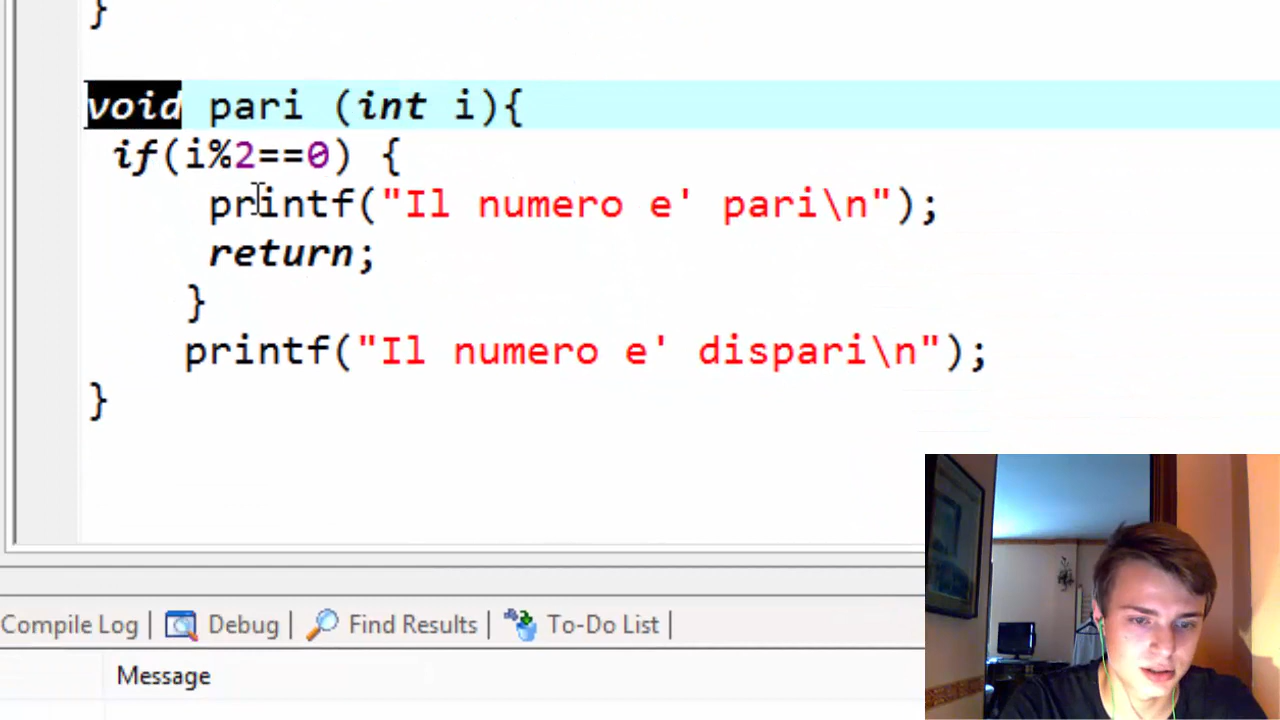 }
void pari (int i){
if(i%2==0) {
printf("Il numero e' pari\n");
return;
}
printf("Il numero e' dispari\n");
}
Compile Log Debug Find Results To-Do List
Message